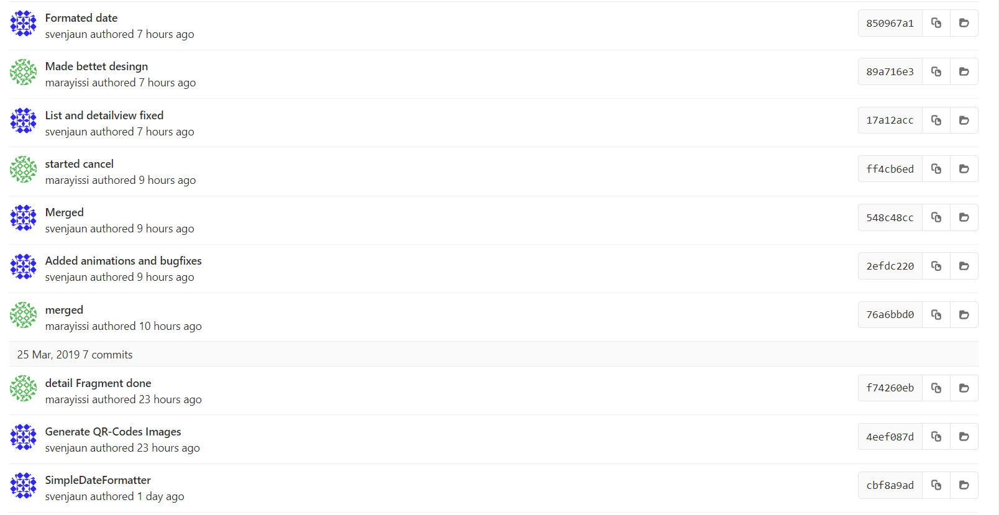 Formated date
svenjaun authored 7 hours ago
850967a1
Made bettet desingn
marayissi authored 7 hours ago
89a716e3
List and detailview fixed
svenjaun authored 7 hours ago
17a12acc
started cancel
marayissi authored 9 hours ago
ff4cb6ed
Merged
svenjaun authored 9 hours ago
548c48cc
Added animations and bugfixes
svenjaun authored 9 hours ago
2efdc220
merged
marayissi authored 10 hours ago
76a6bbd0
25 Mar, 2019 7 commits
detail Fragment done
marayissi authored 23 hours ago
f74260eb
Generate QR-Codes Images
svenjaun authored 23 hours ago
4eef087d
SimpleDateFormatter
svenjaun authored 1 day ago
cbf8a9ad